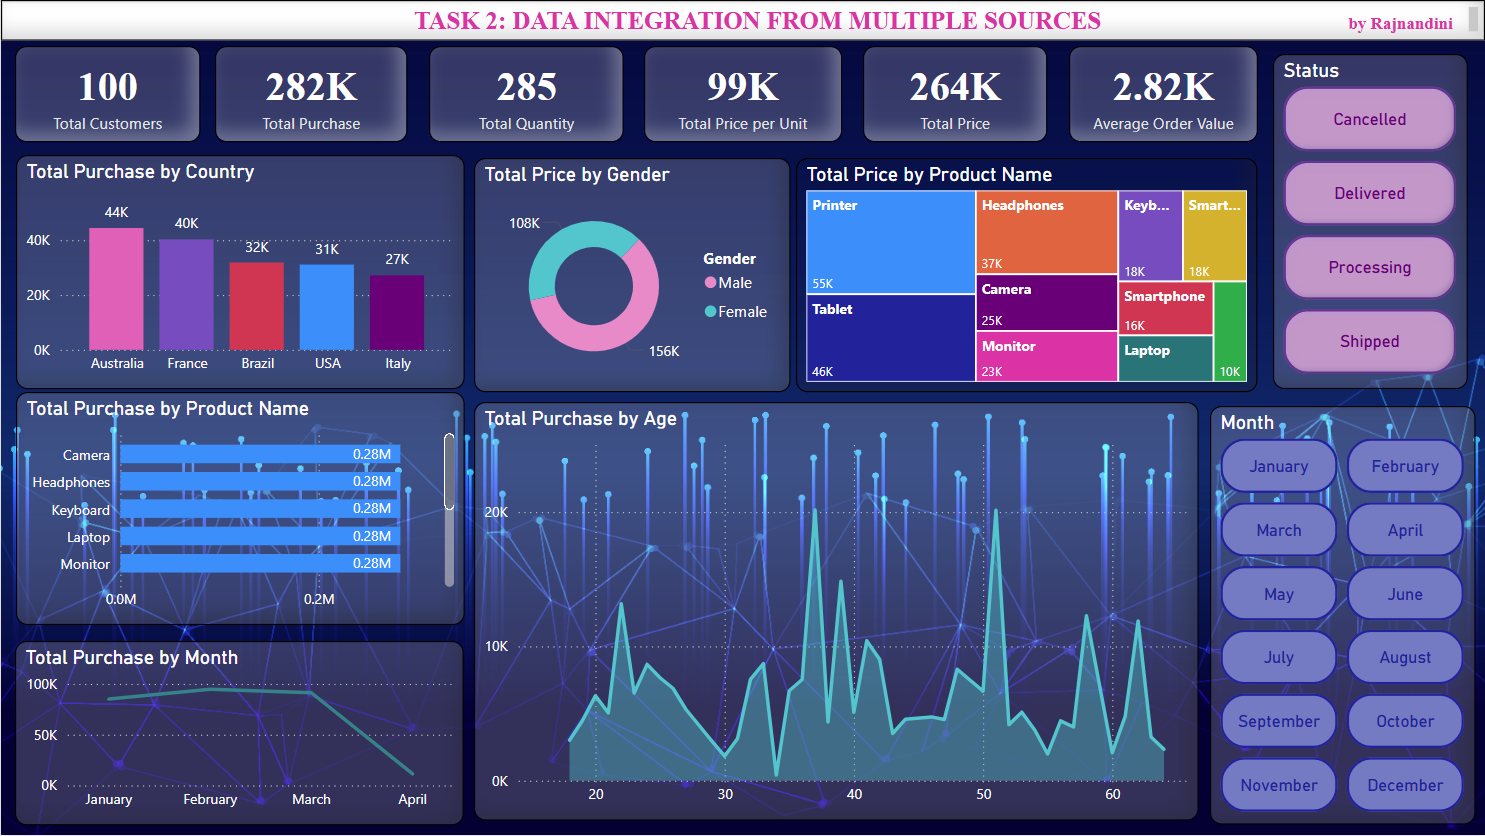 TASK 2: DATA INTEGRATION FROM MULTIPLE SOURCES
by Rajnandini
100
Total Customers
282K
Total Purchase
285
Total Quantity
99K
Total Price per Unit
264K
Total Price
2.82K
Average Order Value
Status
Cancelled
Delivered
Processing
Shipped
Total Purchase by Country
44K
40K
32K
31K
27K
40K
20K
0K
Australia France Brazil USA Italy
Total Price by Gender
108K
156K
Gender
Male
Female
Total Price by Product Name
Printer
55K
Tablet
46K
Headphones
37K
Camera
25K
Monitor
23K
Keyb...
18K
Smart...
18K
Smartphone
16K
Laptop
10K
Total Purchase by Product Name
Camera 0.28M
Headphones 0.28M
Keyboard 0.28M
Laptop 0.28M
Monitor 0.28M
0.0M 0.2M
Total Purchase by Month
100K
50K
0K
January February March April
Total Purchase by Age
20K
10K
0K
20 30 40 50 60
Month
January February
March April
May June
July August
September October
November December